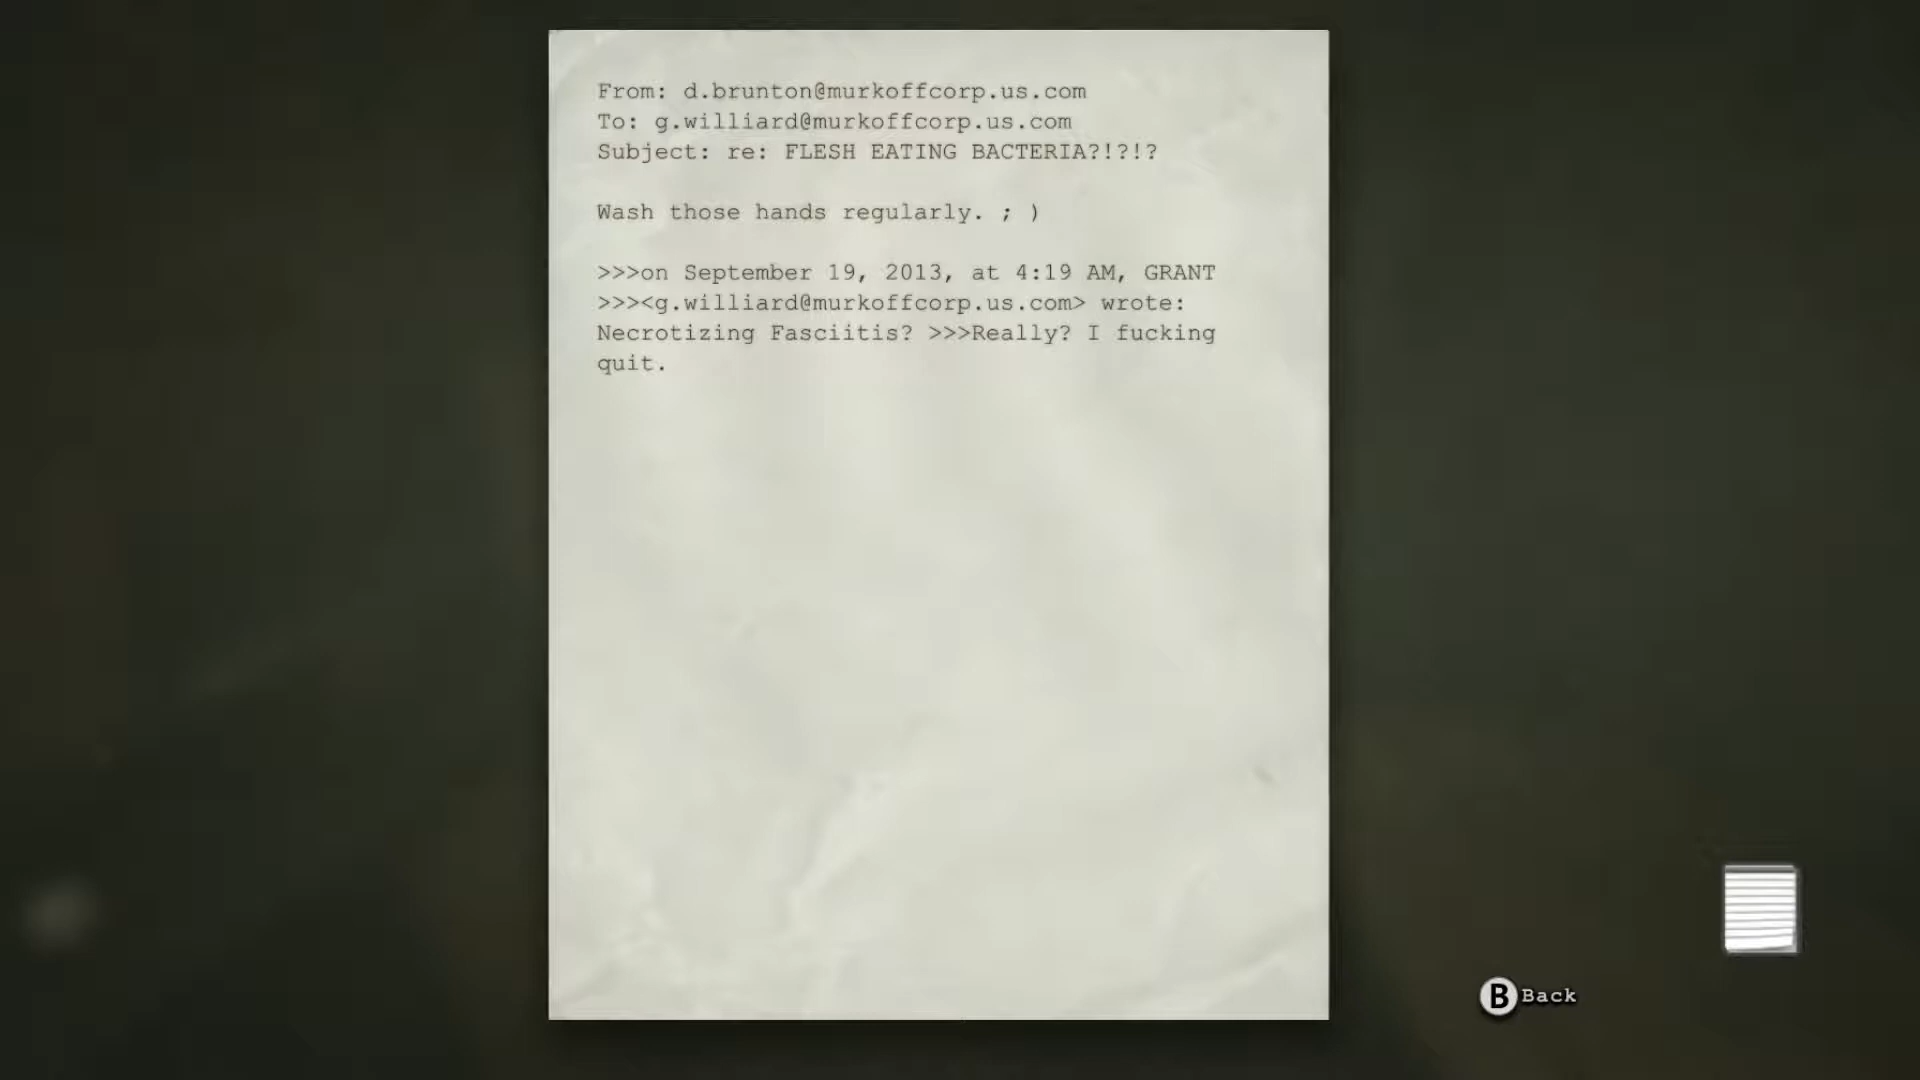 From: d.brunton@murkoffcorp.us.com
To: g.williard@murkoffcorp.us.com
Subject: re: FLESH EATING BACTERIA?!?!?
Wash those hands regularly. ; )
>>>on September 19, 2013, at 4:19 AM, GRANT
>>><g.williard@murkoffcorp.us.com> wrote:
Necrotizing Fasciitis? >>>Really? I fucking
quit.
B Back